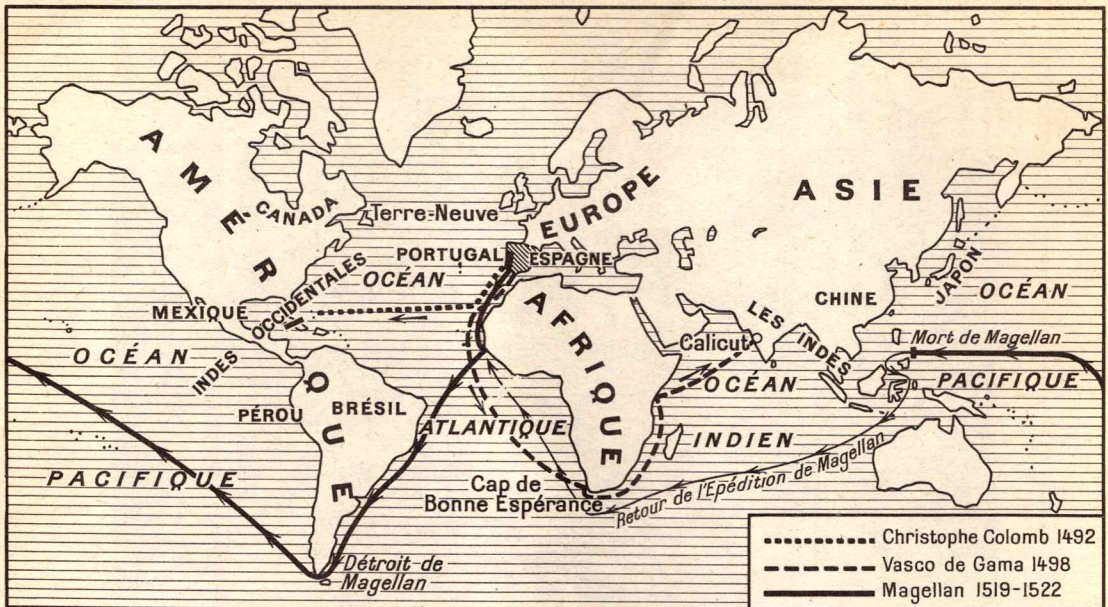 AMÉRIQUE
CANADA
Terre-Neuve
EUROPE
ASIE
PORTUGAL
ESPAGNE
OCÉAN
INDES OCCIDENTALES
MEXIQUE
AFRIQUE
LES INDES
CHINE
JAPON
OCÉAN
Calicut
Mort de Magellan
OCÉAN
OCÉAN
PACIFIQUE
PÉROU
BRÉSIL
ATLANTIQUE
INDIEN
PACIFIQUE
Cap de
Bonne Espérance
Retour de l'Epédition de Magellan
Détroit de
Magellan
Christophe Colomb 1492
Vasco de Gama 1498
Magellan 1519-1522